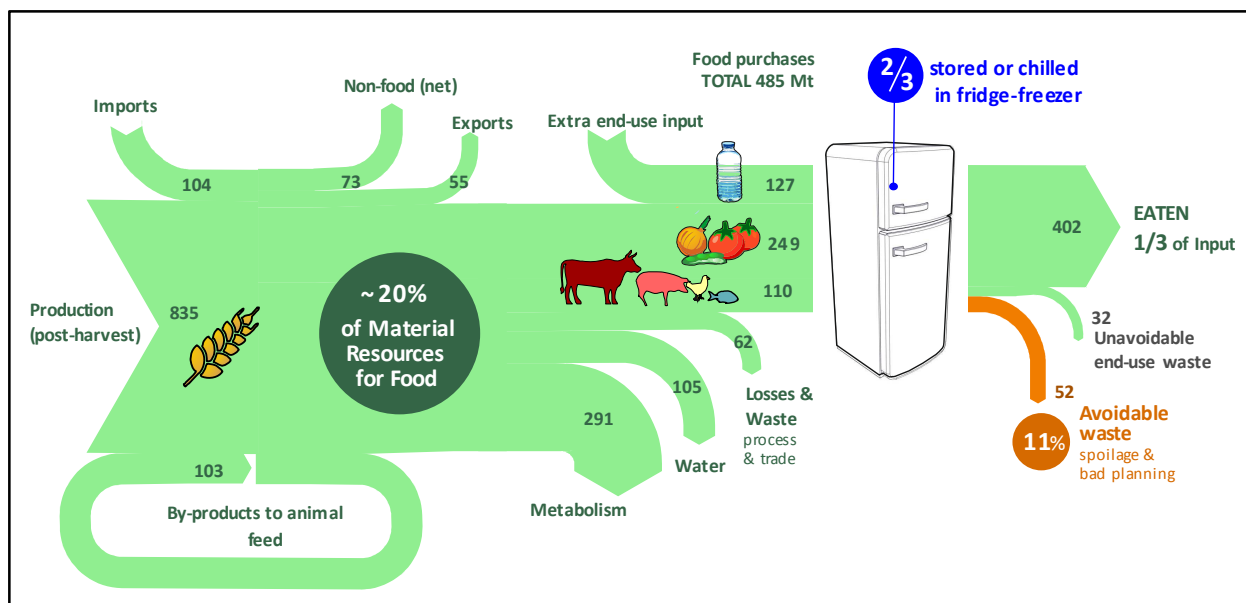 Food purchases
TOTAL 485 Mt
2/3
stored or chilled
in fridge-freezer
Non-food (net)
Imports
Exports
Extra end-use input
104
73
55
127
249
110
402
EATEN
1/3 of Input
Production
(post-harvest)
835
~20%
of Material
Resources
for Food
62
105
291
Losses &
Waste
process
& trade
Water
Metabolism
32
Unavoidable
end-use waste
52
11%
Avoidable
waste
spoilage &
bad planning
103
By-products to animal
feed